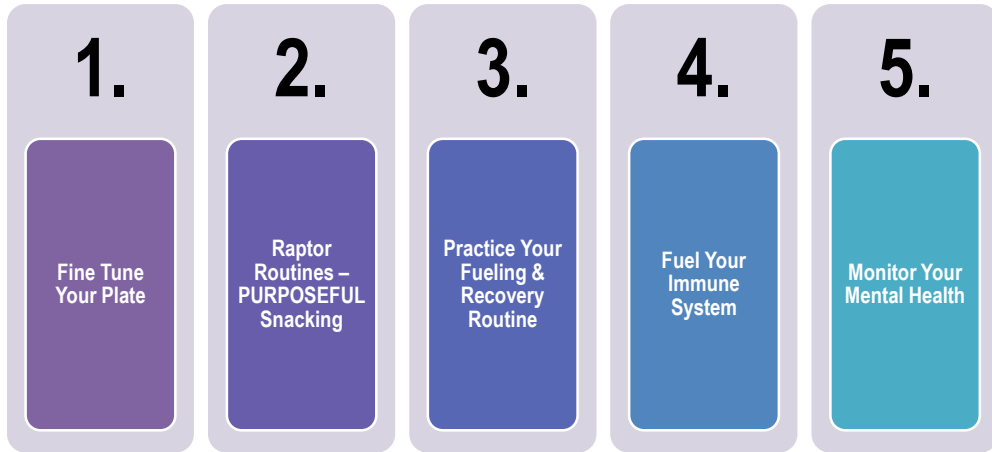 1.
Fine Tune
Your Plate
2.
Raptor
Routines –
PURPOSEFUL
Snacking
3.
Practice Your
Fueling &
Recovery
Routine
4.
Fuel Your
Immune
System
5.
Monitor Your
Mental Health